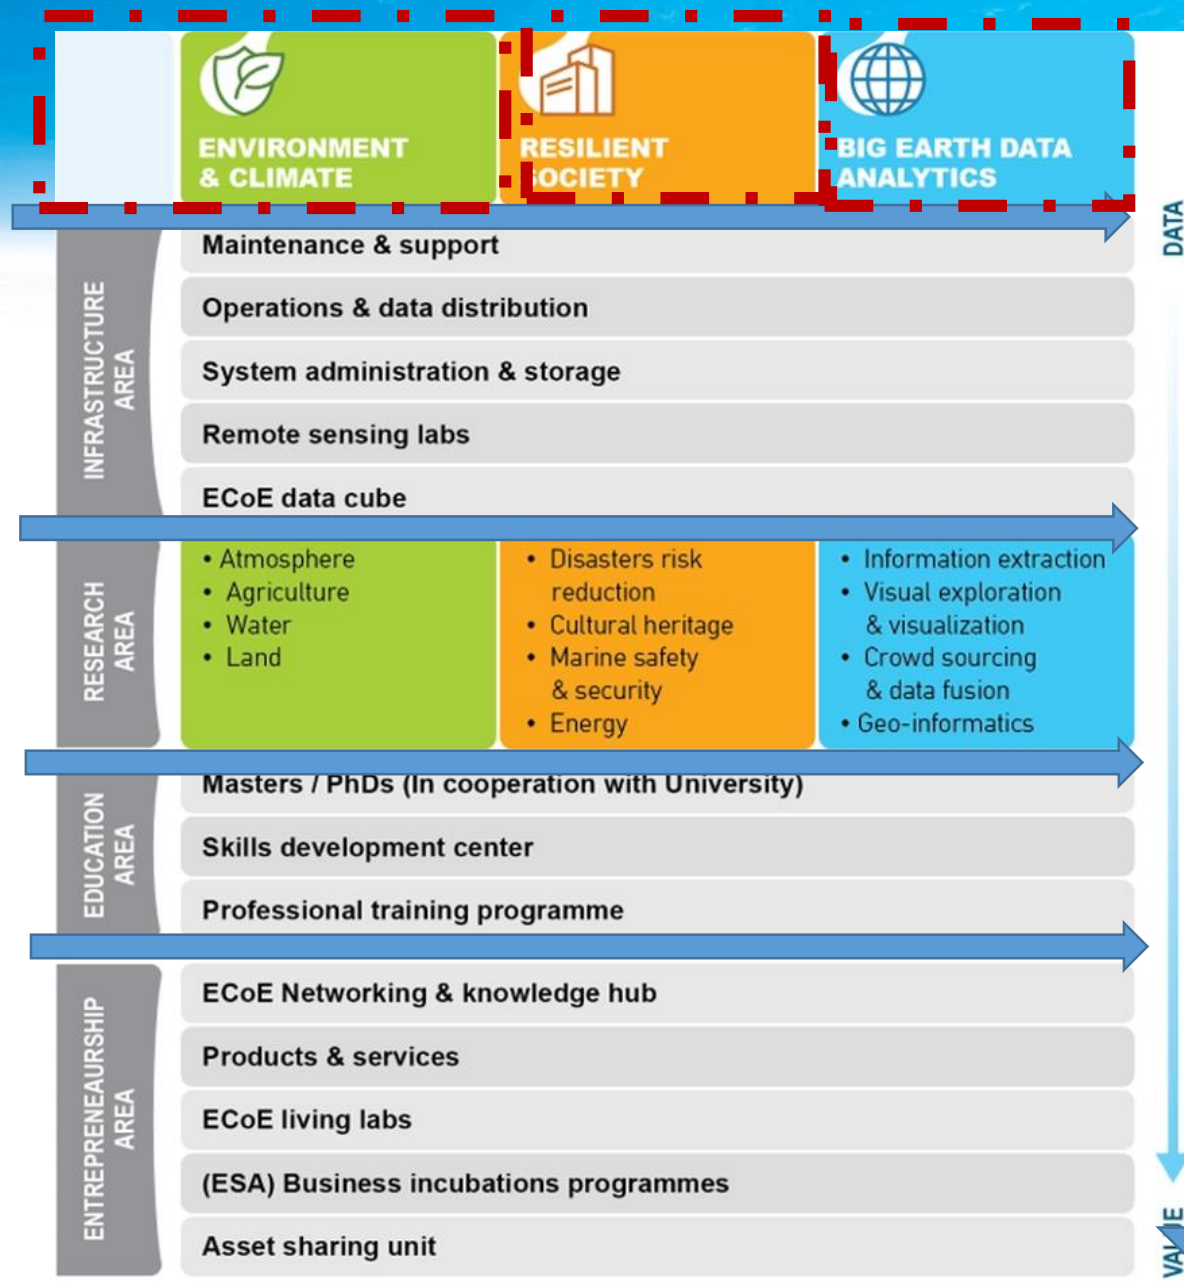 ENVIRONMENT
& CLIMATE
RESILIENT
SOCIETY
BIG EARTH DATA
ANALYTICS
DATA
INFRASTRUCTURE
AREA
Maintenance & support
Operations & data distribution
System administration & storage
Remote sensing labs
ECoE data cube
RESEARCH
AREA
• Atmosphere
• Agriculture
• Water
• Land
• Disasters risk
reduction
• Cultural heritage
• Marine safety
& security
• Energy
• Information extraction
• Visual exploration
& visualization
• Crowd sourcing
& data fusion
• Geo-informatics
EDUCATION
AREA
Masters / PhDs (In cooperation with University)
Skills development center
Professional training programme
ENTREPRENEAURSHIP
AREA
ECoE Networking & knowledge hub
Products & services
ECoE living labs
(ESA) Business incubations programmes
Asset sharing unit
VALUE